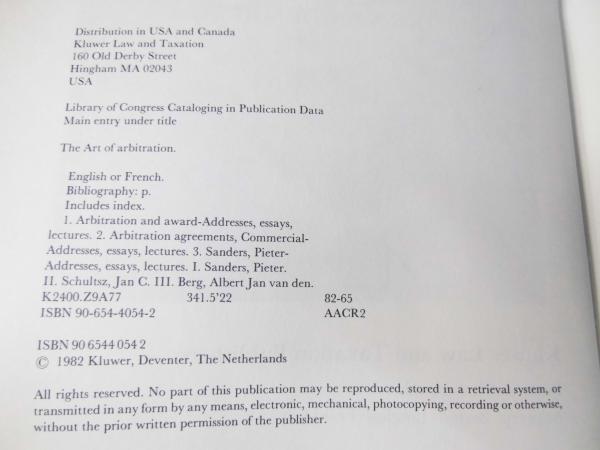 Distribution in USA and Canada
Kluwer Law and Taxation
160 Old Derby Street
Hingham MA 02043
USA
Library of Congress Cataloging in Publication Data
Main entry under title
The Art of arbitration.
English or French.
Bibliography: p.
Includes index.
1. Arbitration and award-Addresses, essays,
lectures. 2. Arbitration agreements, Commercial-
Addresses, essays, lectures. 3. Sanders, Pieter-
Addresses, essays, lectures. I. Sanders, Pieter.
II. Schultsz, Jan C. III. Berg, Albert Jan van den.
K2400.Z9A77 341.5'22 82-65
ISBN 90-654-4054-2 AACR2
ISBN 90 6544 054 2
© 1982 Kluwer, Deventer, The Netherlands
All rights reserved. No part of this publication may be reproduced, stored in a retrieval system, or
transmitted in any form by any means, electronic, mechanical, photocopying, recording or otherwise,
without the prior written permission of the publisher.